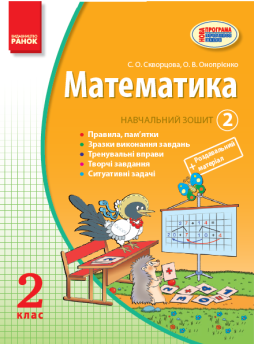 ВИДАВНИЦТВО
РАНОК
НОВА ПРОГРАМА
С. О. Скворцова, О. В. Онопрієнко
Математика
НАВЧАЛЬНИЙ ЗОШИТ 2
• Правила, пам'ятки
• Зразки виконання завдань
• Тренувальні вправи
• Творчі завдання
• Ситуативні задачі
+ Роздавальний
матеріал
2
клас